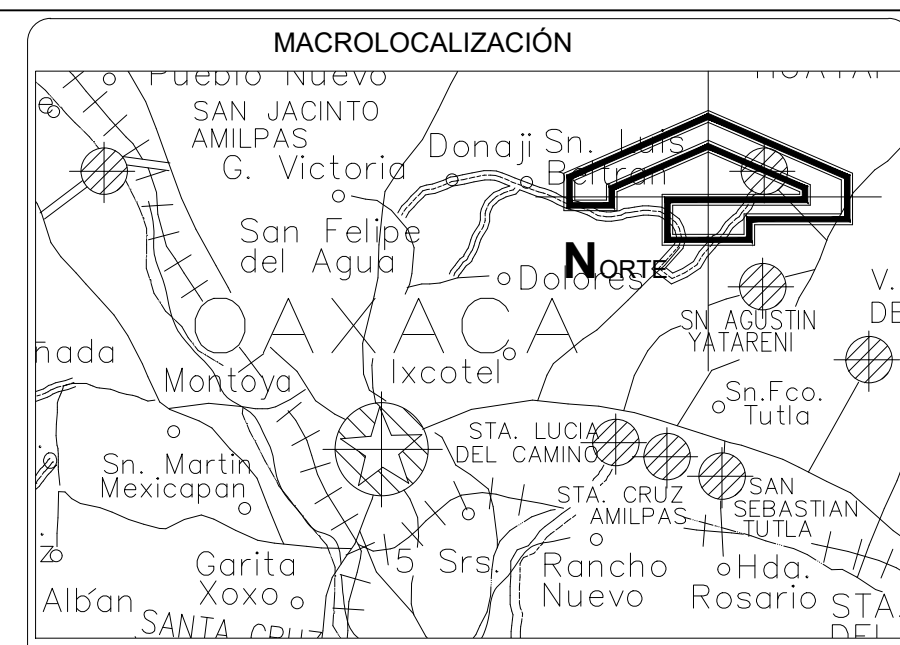 MACROLOCALIZACIÓN
Pueblo Nuevo
SAN JACINTO
AMILPAS
G. Victoria
Donaji
Sn. Luis
Beltran
San Felipe
del Agua
NORTE
Dolores
OAXACA
SN AGUSTIN
YATARENI
V.
DE
nada
Montoya
Ixcotel
Sn.Fco.
Tutla
STA. LUCIA
DEL CAMINO
Sn. Martin
Mexicapan
STA. CRUZ
AMILPAS
SAN
SEBASTIAN
TUTLA
Garita
Xoxo
5 Srs.
Rancho
Nuevo
Hda.
Rosario
Albán
SANTA CRUZ
STA.
DEL